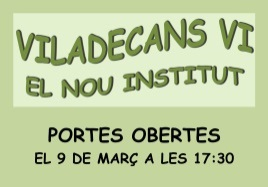 VILADECANS VI
EL NOU INSTITUT
PORTES OBERTES
EL 9 DE MARÇ A LES 17:30